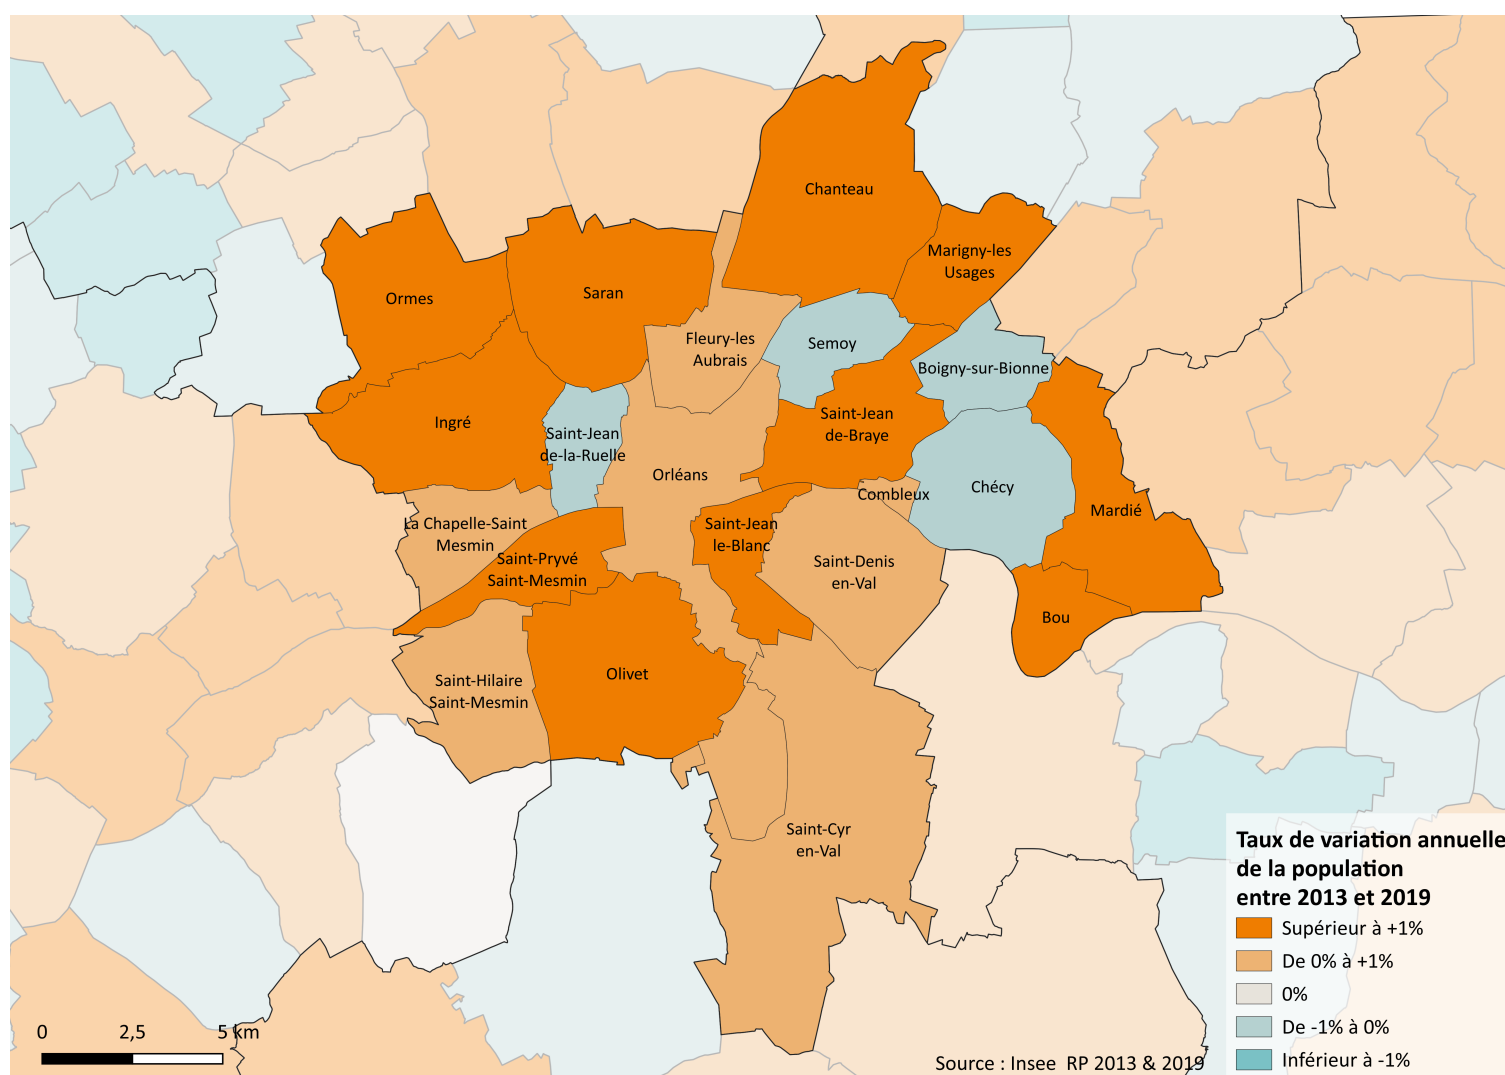 Chanteau
Marigny-les
Usages
Ormes
Saran
Fleury-les
Aubrais
Semoy
Boigny-sur-Bionne
Ingré
Saint-Jean
de-la-Ruelle
Saint-Jean
de-Braye
Orléans
Combleux
Chécy
Mardié
La Chapelle-Saint
Mesmin
Saint-Pryvé
Saint-Mesmin
Saint-Jean
le-Blanc
Saint-Denis
en-Val
Bou
Saint-Hilaire
Saint-Mesmin
Olivet
Saint-Cyr
en-Val
Taux de variation annuelle
de la population
entre 2013 et 2019
Supérieur à +1%
De 0% à +1%
0%
De -1% à 0%
Inférieur à -1%
0 2,5 5 km
Source : Insee RP 2013 & 2019